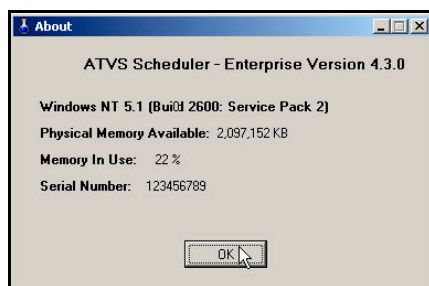 About
ATVS Scheduler - Enterprise Version 4.3.0
Windows NT 5.1 (Build 2600: Service Pack 2)
Physical Memory Available: 2,097,152 KB
Memory In Use: 22 %
Serial Number: 123456789
OK